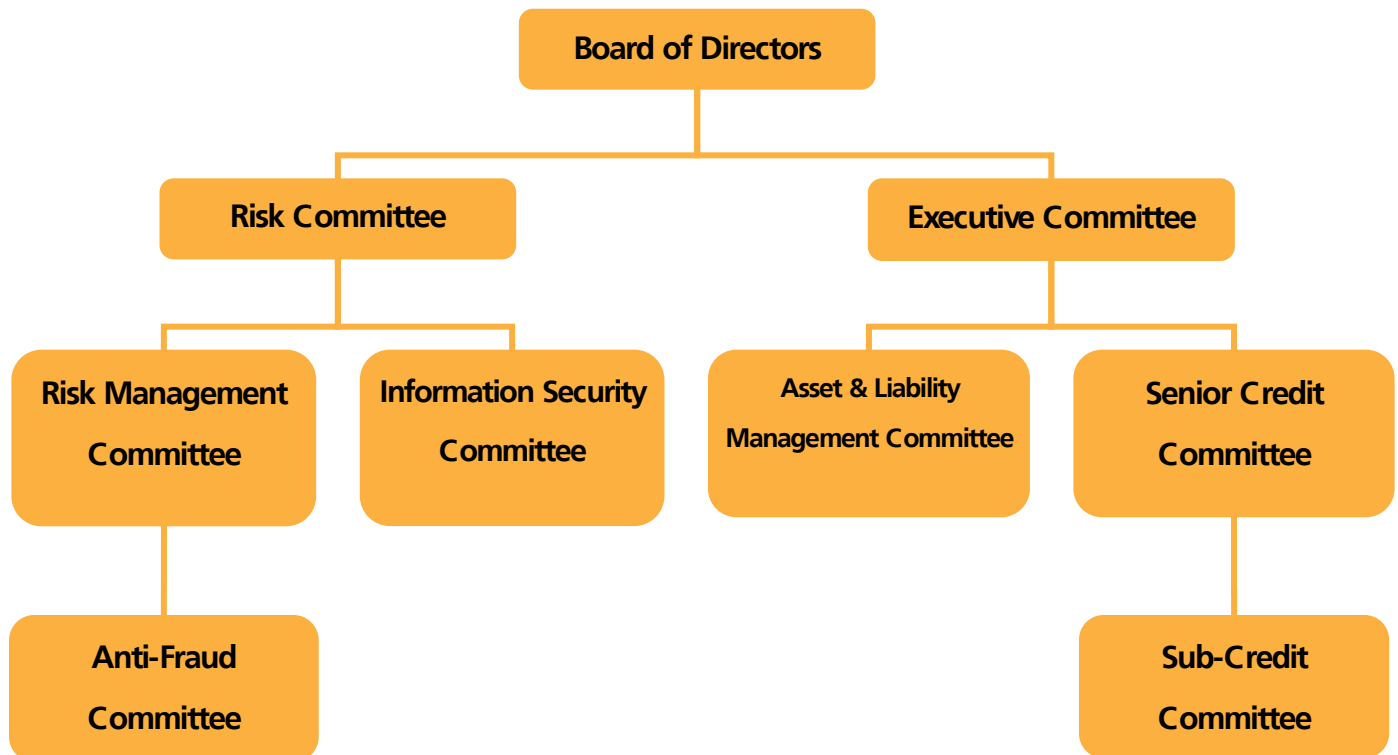 Board of Directors
Risk Committee
Executive Committee
Risk Management
Committee
Information Security
Committee
Asset & Liability
Management Committee
Senior Credit
Committee
Anti-Fraud
Committee
Sub-Credit
Committee